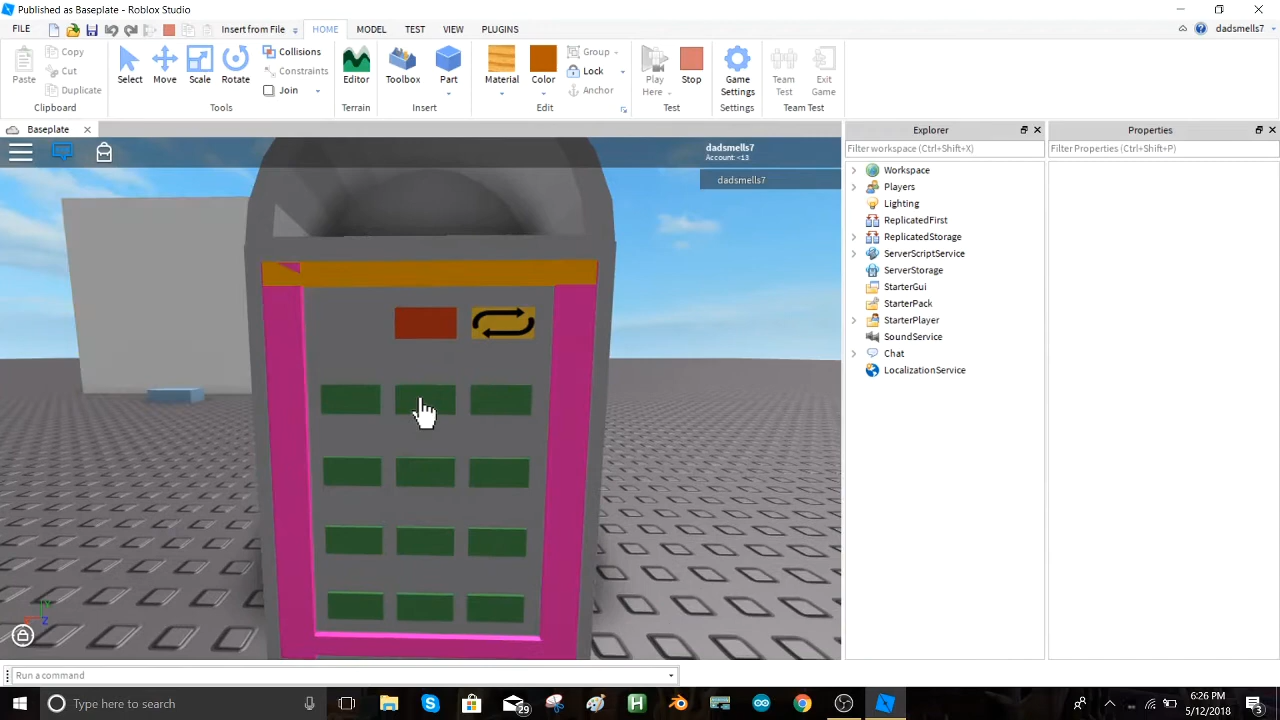 Published as Baseplate - Roblox Studio
FILE Insert from File HOME MODEL TEST VIEW PLUGINS dadsmells7
Paste Copy Cut Duplicate Select Move Scale Rotate Collisions Constraints Join Editor Toolbox Part Material Color Group Lock Anchor Play Here Stop Game Settings Team Test Exit Game
Clipboard Tools Terrain Insert Edit Test Settings Team Test
Baseplate
dadsmells7
Account: <13
dadsmells7
Explorer
Filter workspace (Ctrl+Shift+X)
Workspace
Players
Lighting
ReplicatedFirst
ReplicatedStorage
ServerScriptService
ServerStorage
StarterGui
StarterPack
StarterPlayer
SoundService
Chat
LocalizationService
Properties
Filter Properties (Ctrl+Shift+P)
Run a command
Type here to search
29
6:26 PM
5/12/2018
3